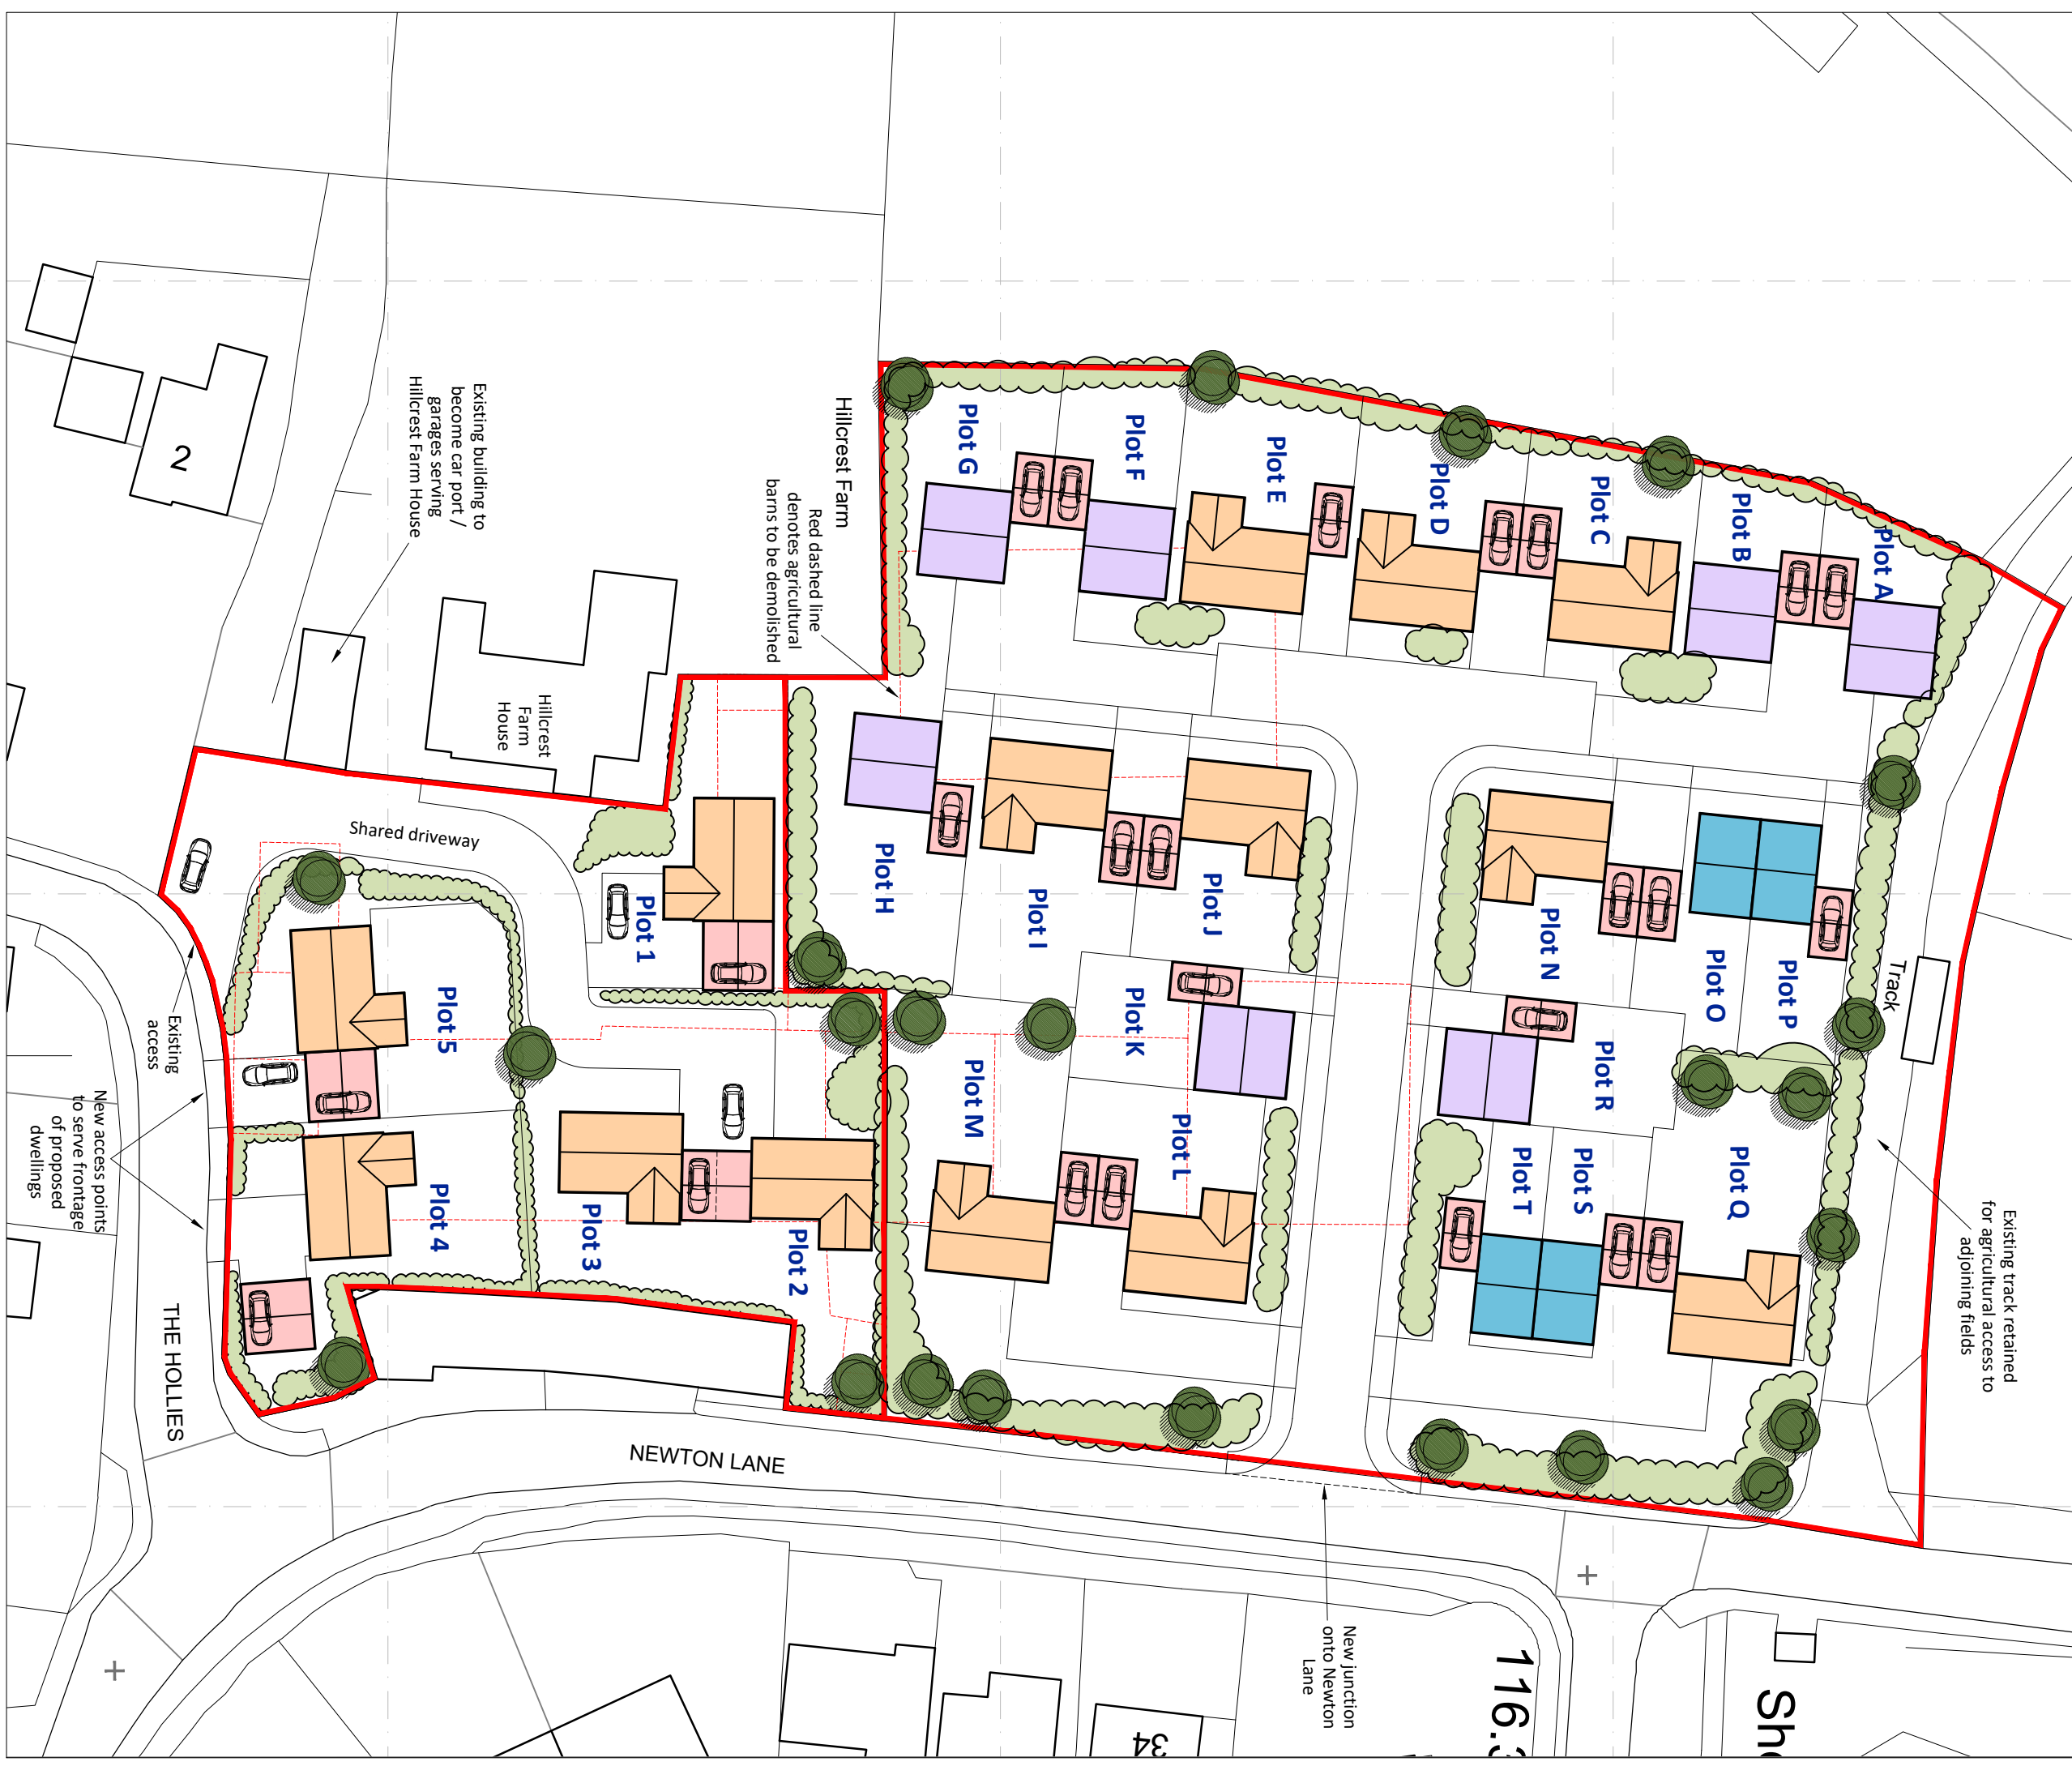 2
Existing building to
become car port /
garages serving
Hillcrest Farm House
Hillcrest Farm
Red dashed line
denotes agricultural
barns to be demolished
Hillcrest
Farm
House
Plot G
Plot F
Plot E
Plot D
Plot C
Plot B
Plot A
Plot H
Plot I
Plot J
Plot N
Plot O
Plot P
Track
Shared driveway
Plot 1
Plot 5
Plot K
Plot M
Plot L
Plot R
Plot T
Plot S
Plot Q
Existing
access
New access points
to serve frontage
of proposed
dwellings
Plot 4
Plot 3
Plot 2
Existing track retained
for agricultural access to
adjoining fields
THE HOLLIES
NEWTON LANE
New junction
onto Newton
Lane
34
116.3
She